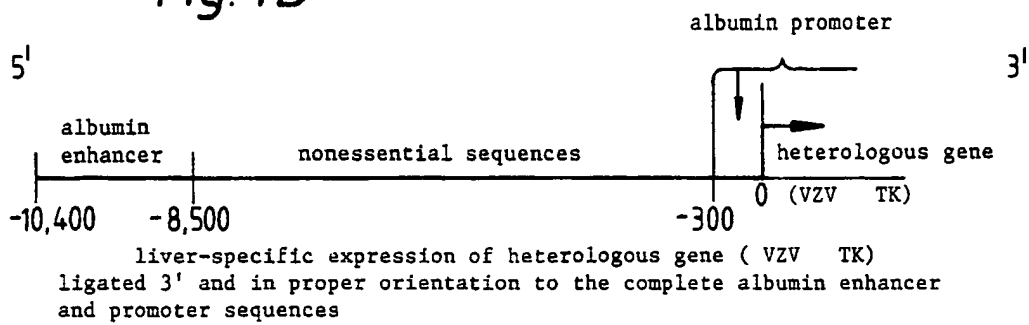 Fig. 1B
albumin promoter
5'
3'
albumin
enhancer
nonessential sequences
heterologous gene
-10,400
-8,500
-300
0
(VZV TK)
liver-specific expression of heterologous gene ( VZV TK)
ligated 3' and in proper orientation to the complete albumin enhancer
and promoter sequences